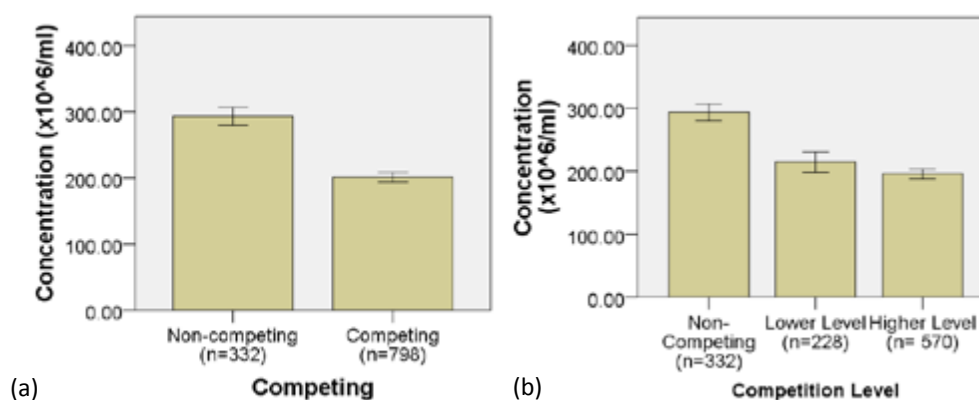 Concentration (x10^6/ml)
400.00
300.00
200.00
100.00
0.00
Non-competing
(n=332)
Competing
(n=798)
Competing
(a)
Concentration
(x10^6/ml)
400.00
300.00
200.00
100.00
0.00
Non-
Competing
(n=332)
Lower Level
(n=228)
Higher Level
(n= 570)
Competition Level
(b)